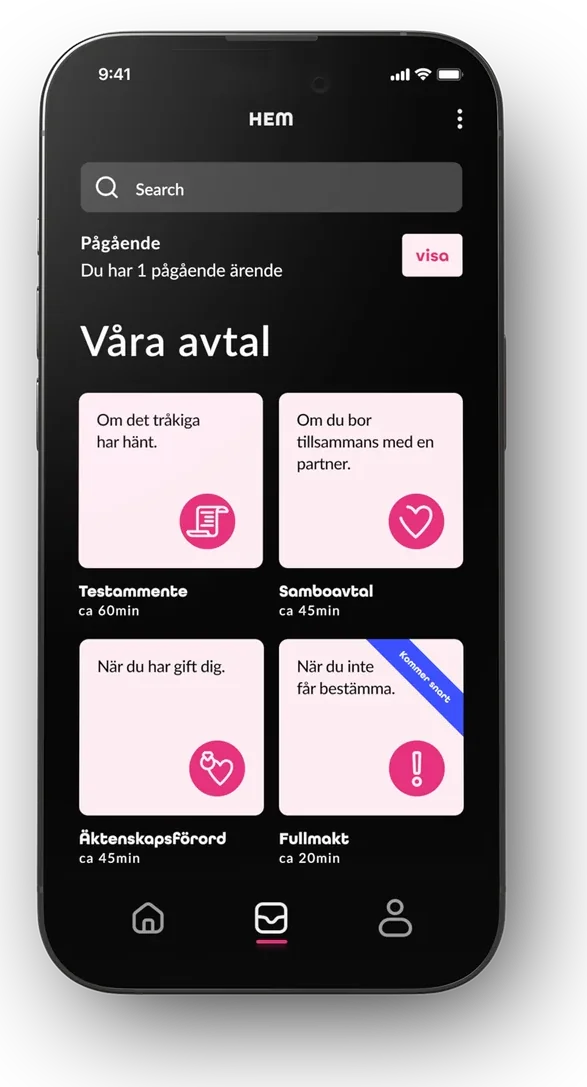 9:41
HEM
Search
Pågående
Du har 1 pågående ärende
visa
Våra avtal
Om det tråkiga
har hänt.
Om du bor
tillsammans med en
partner.
Testammente
ca 60min
Samboavtal
ca 45min
När du har gift dig.
När du inte
får bestämma.
Kommer snart
Äktenskapsförord
ca 45min
Fullmakt
ca 20min